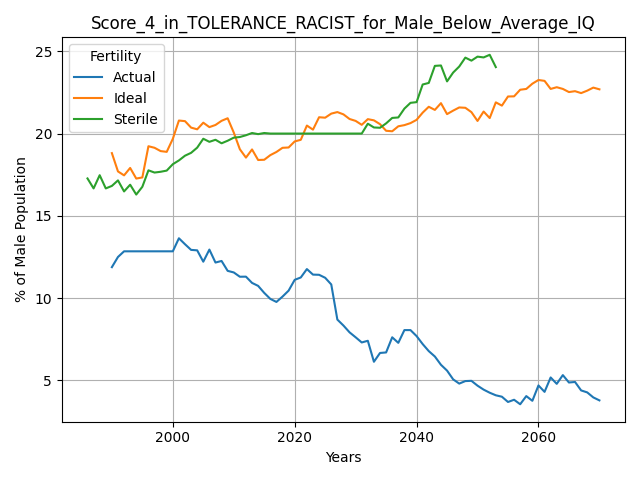 Score_4_in_TOLERANCE_RACIST_for_Male_Below_Average_IQ
Fertility
Actual
Ideal
Sterile
% of Male Population
25
20
15
10
5
2000
2020
2040
2060
Years